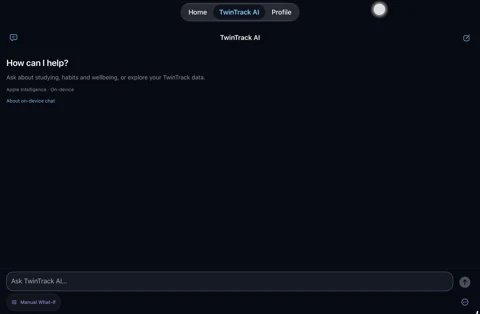 Home TwinTrack AI Profile
TwinTrack AI
How can I help?
Ask about studying, habits and wellbeing, or explore your TwinTrack data.
Apple Intelligence · On-device
About on-device chat
Ask TwinTrack AI...
Manual What-If